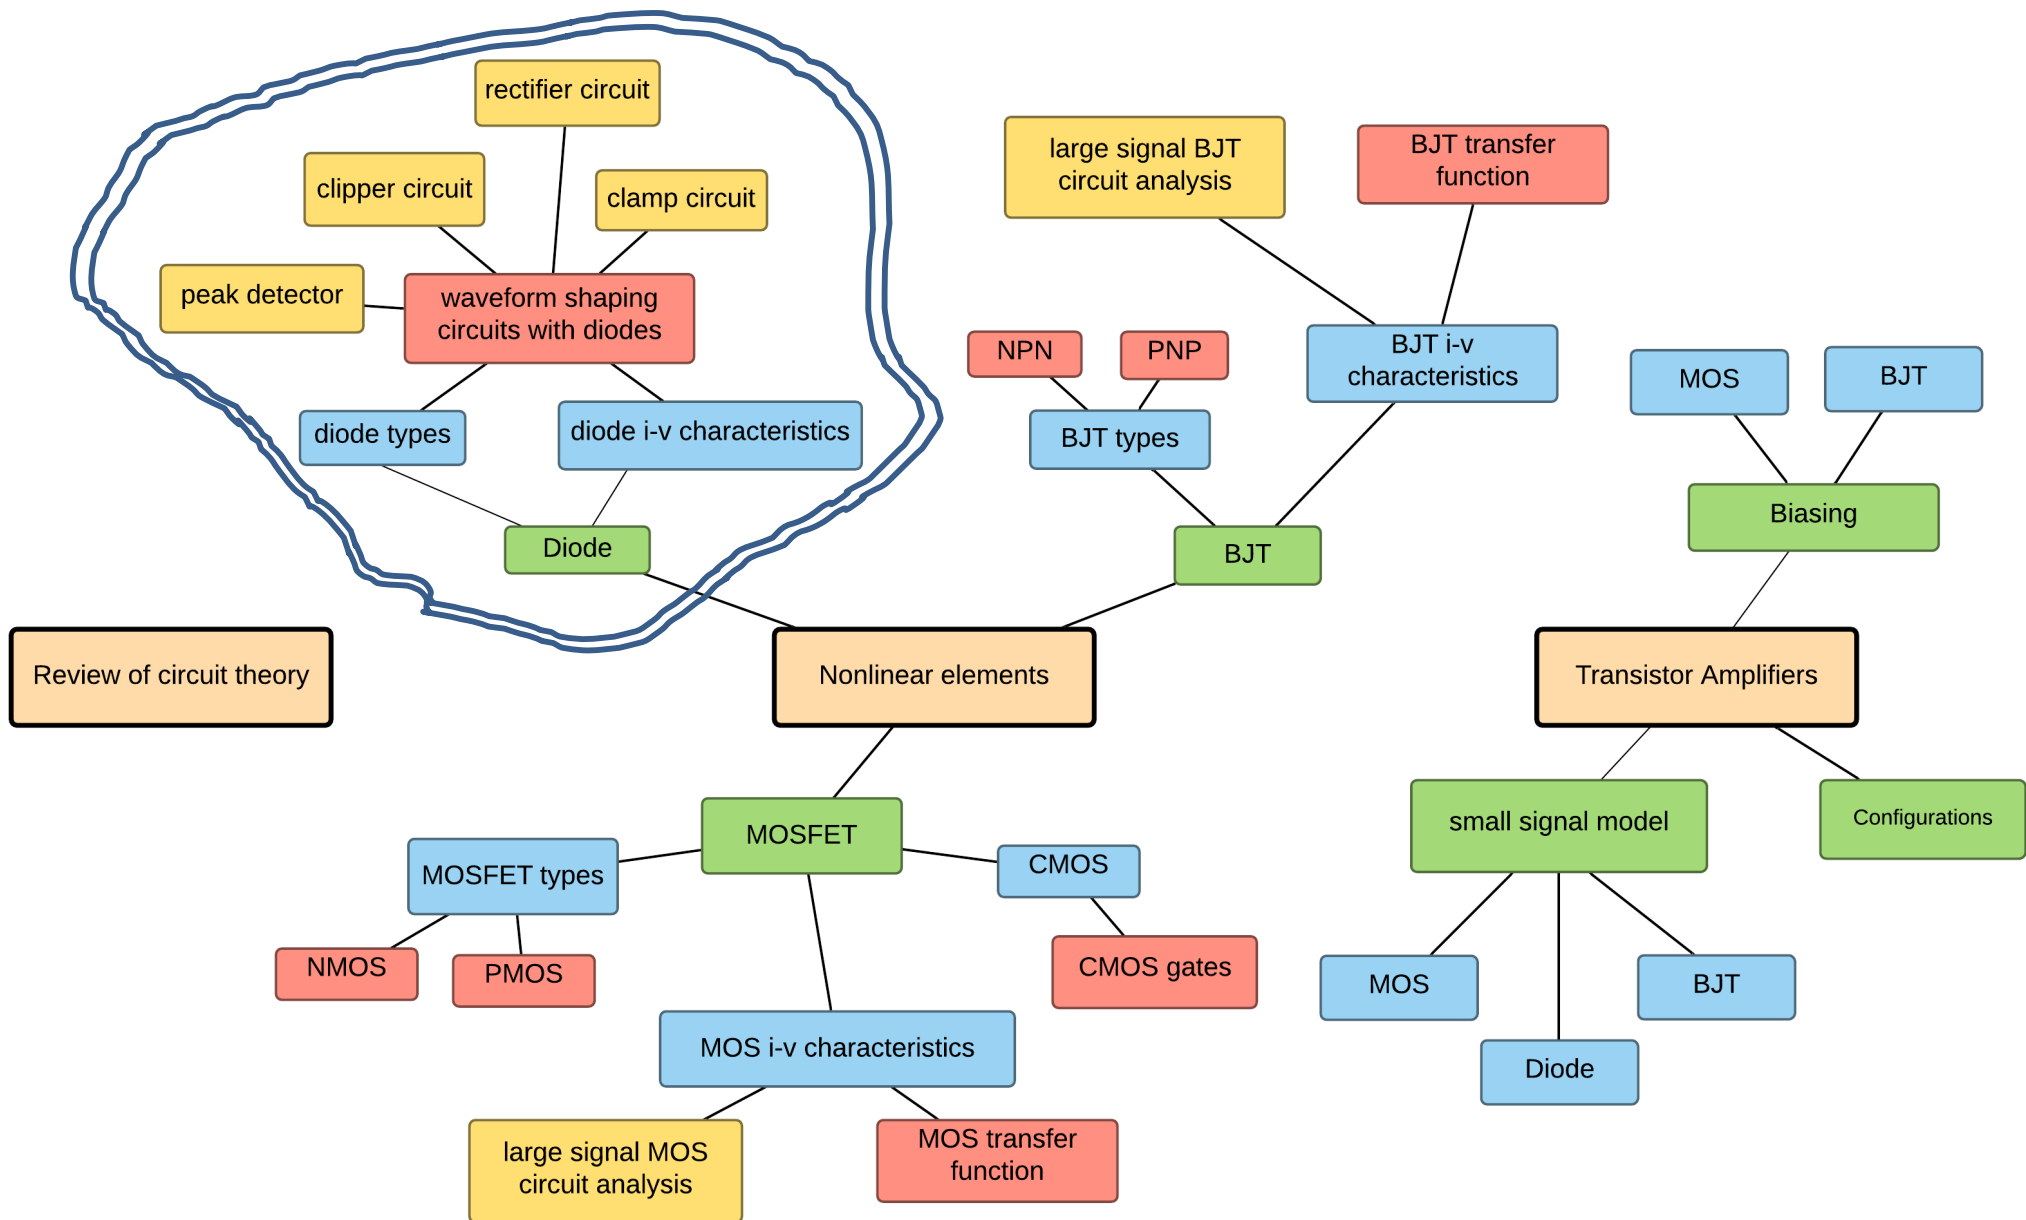 rectifier circuit
clipper circuit
clamp circuit
peak detector
waveform shaping
circuits with diodes
diode types
diode i-v characteristics
Diode
large signal BJT
circuit analysis
BJT transfer
function
NPN
PNP
BJT i-v
characteristics
BJT types
BJT
MOS
BJT
Biasing
Review of circuit theory
Nonlinear elements
Transistor Amplifiers
MOSFET
MOSFET types
CMOS
NMOS
PMOS
CMOS gates
MOS i-v characteristics
large signal MOS
circuit analysis
MOS transfer
function
small signal model
Configurations
MOS
BJT
Diode